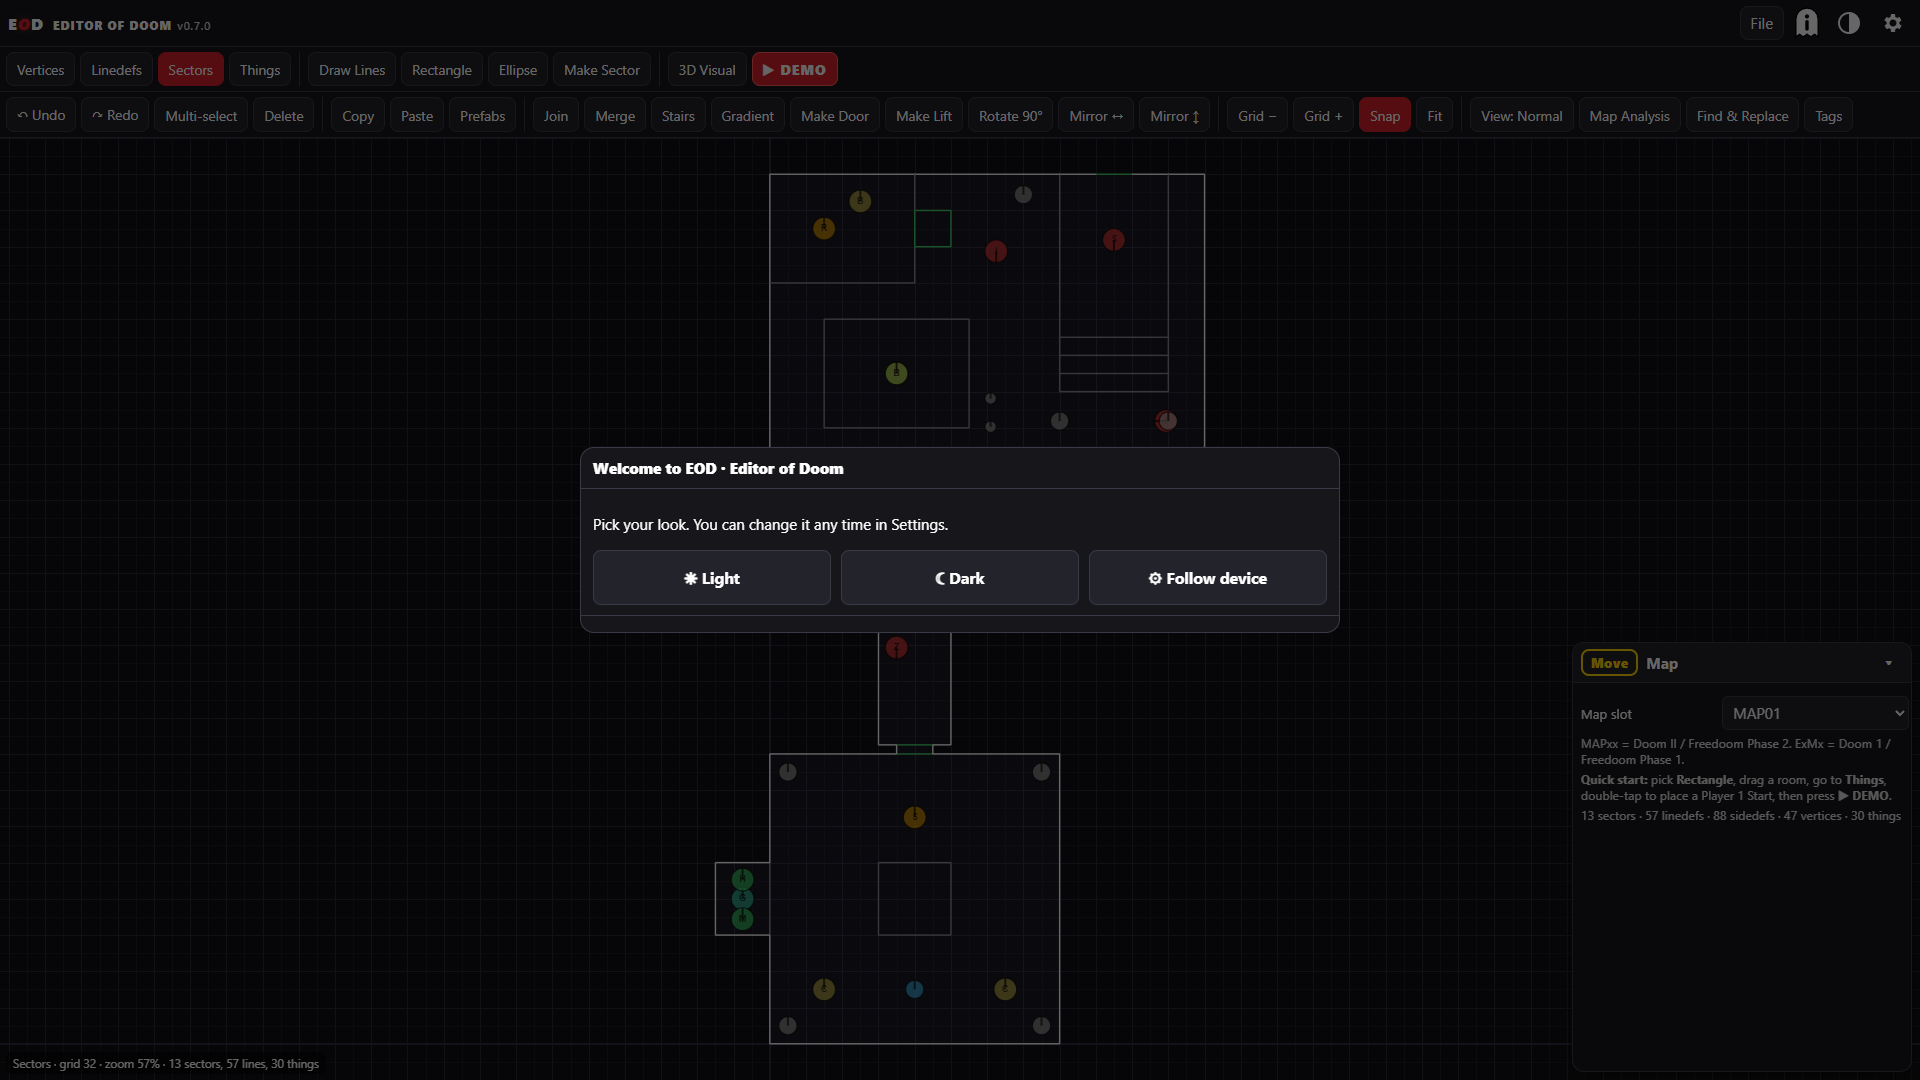 EOD EDITOR OF DOOM v0.7.0
File
Vertices Linedefs Sectors Things Draw Lines Rectangle Ellipse Make Sector 3D Visual ▶ DEMO
↶ Undo ↷ Redo Multi-select Delete Copy Paste Prefabs Join Merge Stairs Gradient Make Door Make Lift Rotate 90° Mirror ↔ Mirror ↕ Grid − Grid + Snap Fit View: Normal Map Analysis Find & Replace Tags
Welcome to EOD · Editor of Doom
Pick your look. You can change it any time in Settings.
Light
Dark
Follow device
Move Map
Map slot MAP01
MAPxx = Doom II / Freedoom Phase 2. ExMx = Doom 1 /
Freedoom Phase 1.
Quick start: pick Rectangle, drag a room, go to Things,
double-tap to place a Player 1 Start, then press ▶ DEMO.
13 sectors · 57 linedefs · 88 sidedefs · 47 vertices · 30 things
Sectors · grid 32 · zoom 57% · 13 sectors, 57 lines, 30 things